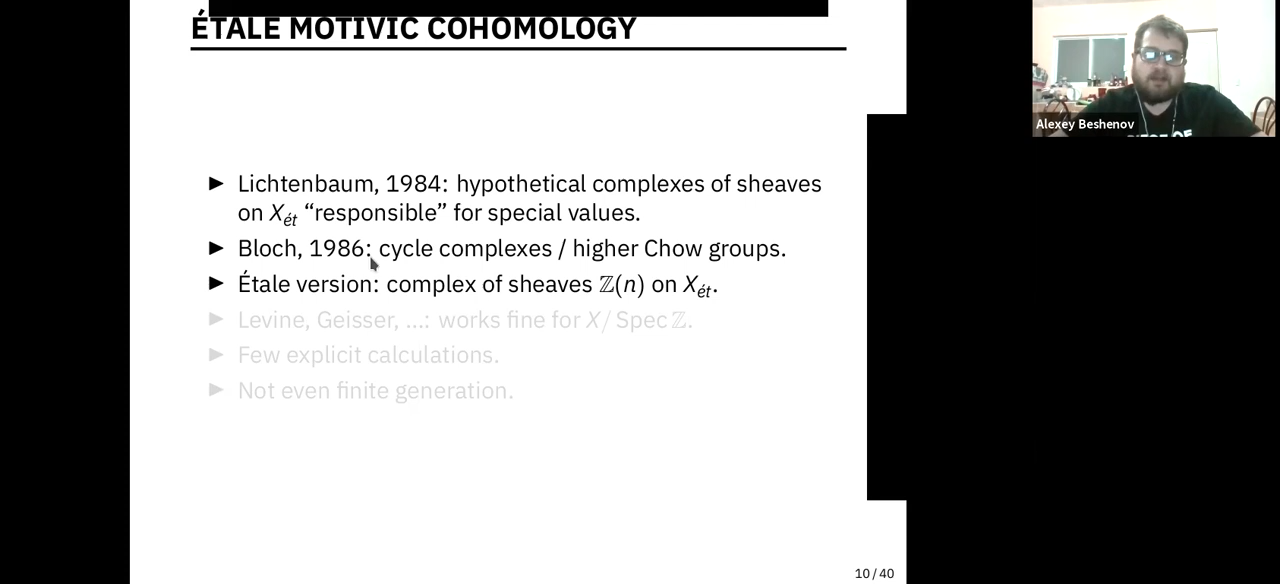 ÉTALE MOTIVIC COHOMOLOGY
► Lichtenbaum, 1984: hypothetical complexes of sheaves
on Xét “responsible” for special values.
► Bloch, 1986: cycle complexes / higher Chow groups.
► Étale version: complex of sheaves ℤ(n) on Xét.
► Levine, Geisser, ...: works fine for X/ Spec ℤ.
► Few explicit calculations.
► Not even finite generation.
10 / 40
Alexey Beshenov